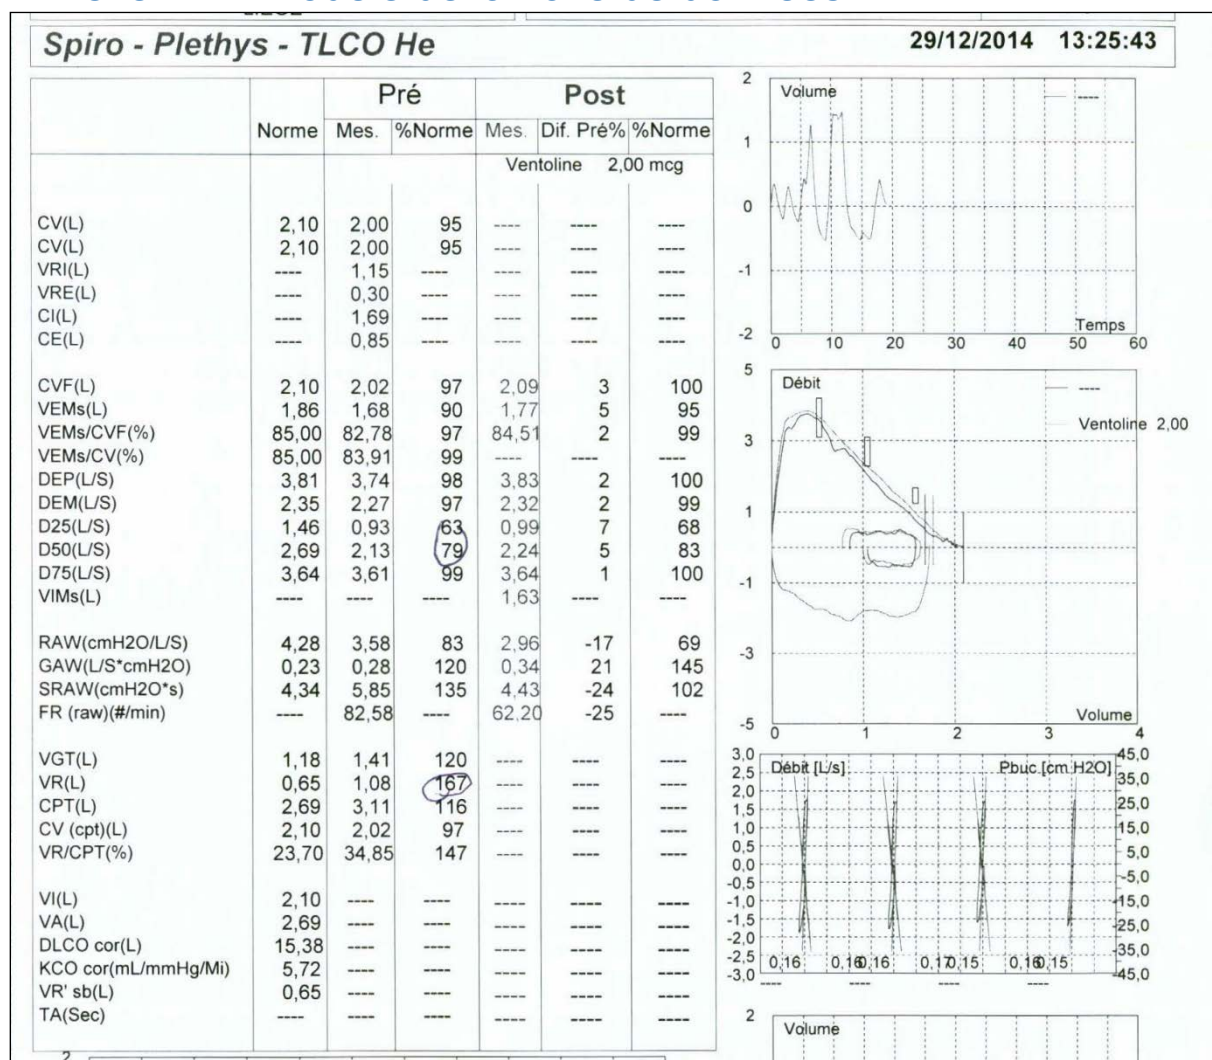 Spiro - Plethys - TLCO He 29/12/2014 13:25:43
Pré Post
Norme Mes. %Norme Mes. Dif. Pré% %Norme
Ventoline 2,00 mcg
CV(L) 2,10 2,00 95 ---- ---- ----
CV(L) 2,10 2,00 95 ---- ---- ----
VRI(L) ---- 1,15 ---- ---- ---- ----
VRE(L) ---- 0,30 ---- ---- ---- ----
CI(L) ---- 1,69 ---- ---- ---- ----
CE(L) ---- 0,85 ---- ---- ---- ----
CVF(L) 2,10 2,02 97 2,09 3 100
VEMs(L) 1,86 1,68 90 1,77 5 95
VEMs/CVF(%) 85,00 82,78 97 84,51 2 99
VEMs/CV(%) 85,00 83,91 99 ---- ---- ----
DEP(L/S) 3,81 3,74 98 3,83 2 100
DEM(L/S) 2,35 2,27 97 2,32 2 99
D25(L/S) 1,46 0,93 63 0,99 7 68
D50(L/S) 2,69 2,13 79 2,24 5 83
D75(L/S) 3,64 3,61 99 3,64 1 100
VIMs(L) ---- ---- ---- 1,63 ---- ----
RAW(cmH2O/L/S) 4,28 3,58 83 2,96 -17 69
GAW(L/S*cmH2O) 0,23 0,28 120 0,34 21 145
SRAW(cmH2O*s) 4,34 5,85 135 4,43 -24 102
FR (raw)(#/min) ---- 82,58 ---- 62,20 -25 ----
VGT(L) 1,18 1,41 120 ---- ---- ----
VR(L) 0,65 1,08 167 ---- ---- ----
CPT(L) 2,69 3,11 116 ---- ---- ----
CV (cpt)(L) 2,10 2,02 97 ---- ---- ----
VR/CPT(%) 23,70 34,85 147 ---- ---- ----
VI(L) 2,10 ---- ---- ---- ---- ----
VA(L) 2,69 ---- ---- ---- ---- ----
DLCO cor(L) 15,38 ---- ---- ---- ---- ----
KCO cor(mL/mmHg/Mi) 5,72 ---- ---- ---- ---- ----
VR' sb(L) 0,65 ---- ---- ---- ---- ----
TA(Sec) ---- ---- ---- ---- ---- ----
2
2
Volume ----
1
0
-1
Temps
-2
0 10 20 30 40 50 60
5
Débit ----
Ventoline 2,00
3
1
-1
-3
Volume
-5
0 1 2 3 4
3,0 45,0
Débit [L/s] Pbuc [cm H2O]
2,5 35,0
2,0
1,5 25,0
1,0 15,0
0,5 5,0
0,0
-0,5 -5,0
-1,0 -15,0
-1,5 -25,0
-2,0
-2,5 -35,0
0,16 0,16 0,16 0,17 0,15 0,16 0,15
-3,0 -45,0
---- ---- ---- ----
2
Volume